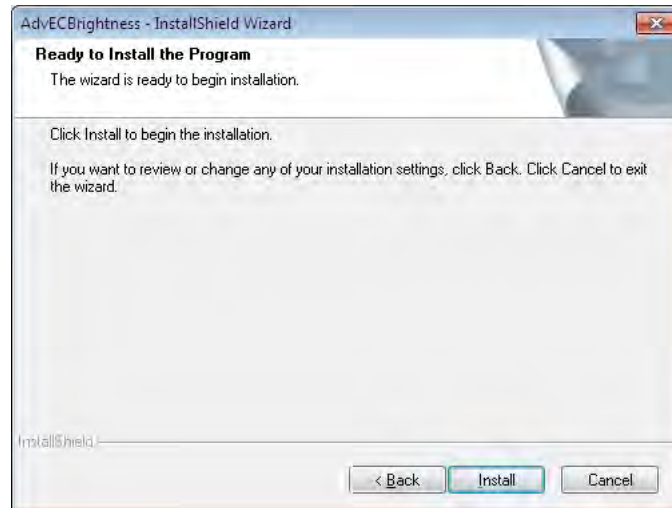 AdvECBrightness - InstallShield Wizard
Ready to Install the Program
The wizard is ready to begin installation.
Click Install to begin the installation.
If you want to review or change any of your installation settings, click Back. Click Cancel to exit
the wizard.
InstallShield
< Back Install Cancel